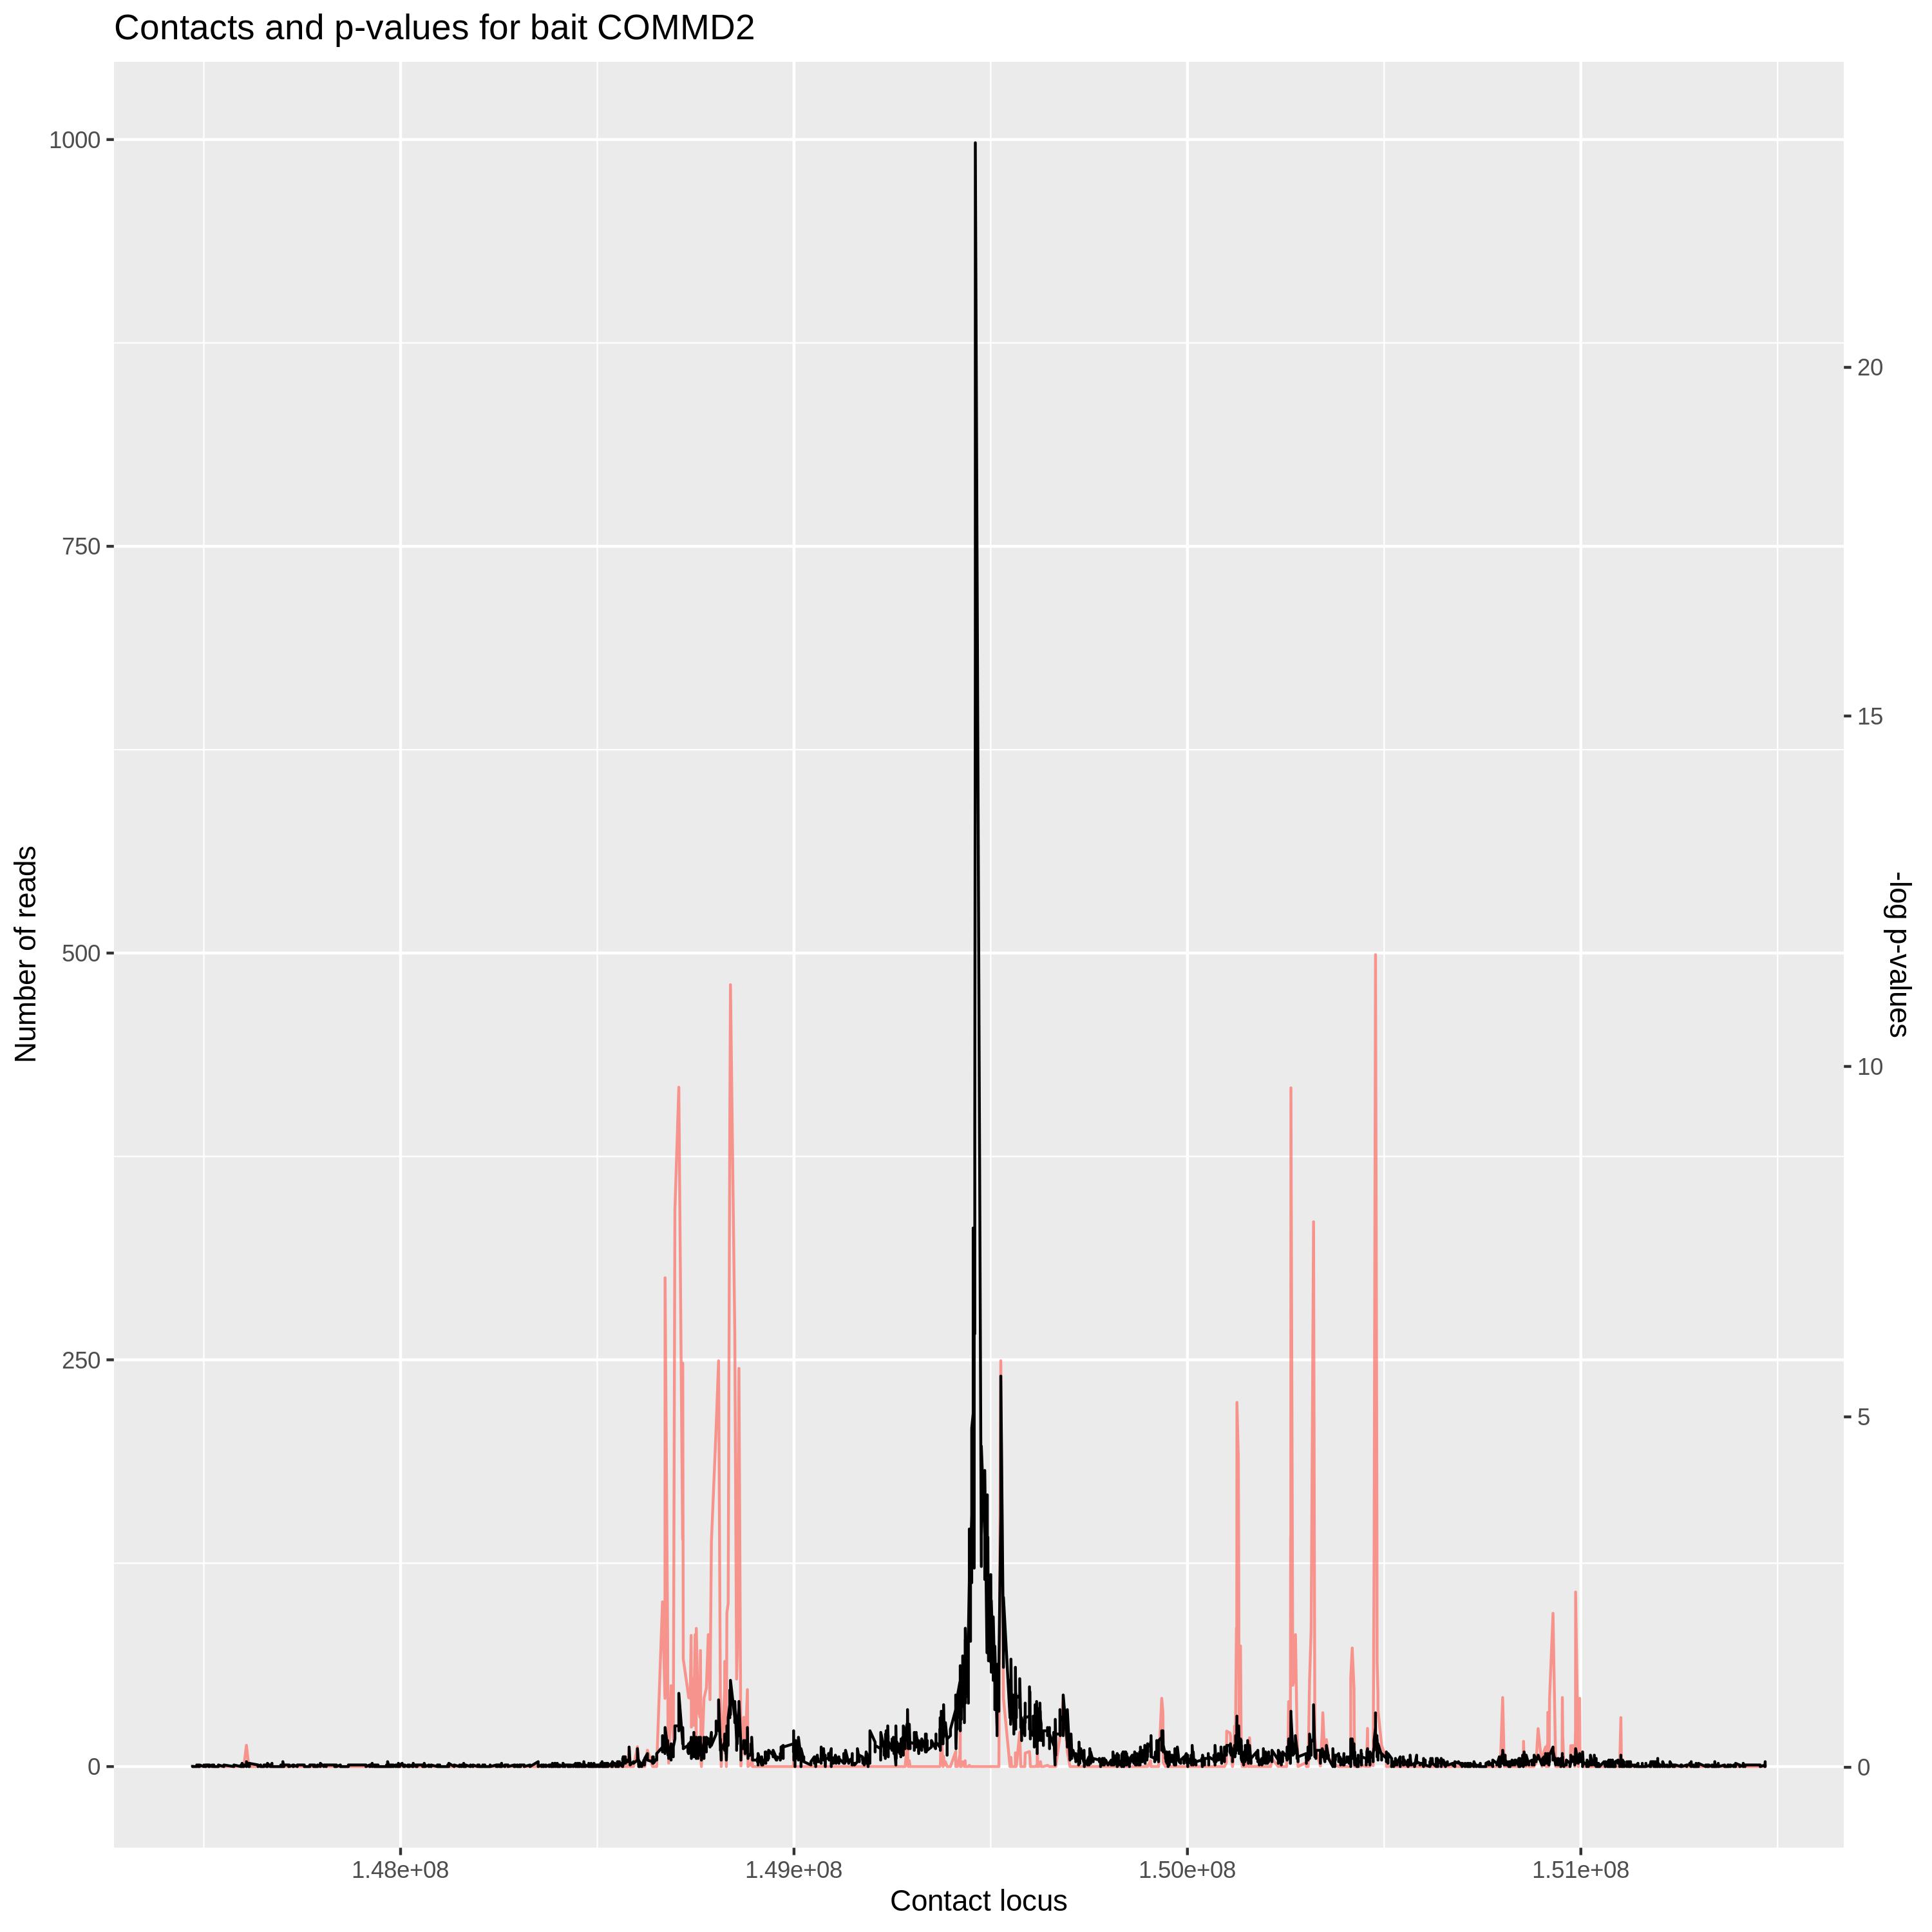 Contacts and p-values for bait COMMD2
1000
750
500
250
0
Number of reads
20
15
10
5
0
-log p-values
1.48e+08
1.49e+08
1.50e+08
1.51e+08
Contact locus